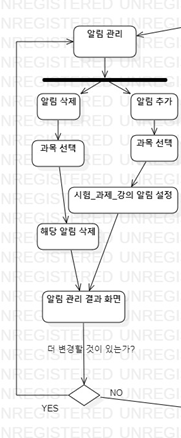 알림 관리
알림 삭제
알림 추가
과목 선택
과목 선택
시험_과제_강의 알림 설정
해당 알림 삭제
알림 관리 결과 화면
더 변경할 것이 있는가?
NO
YES